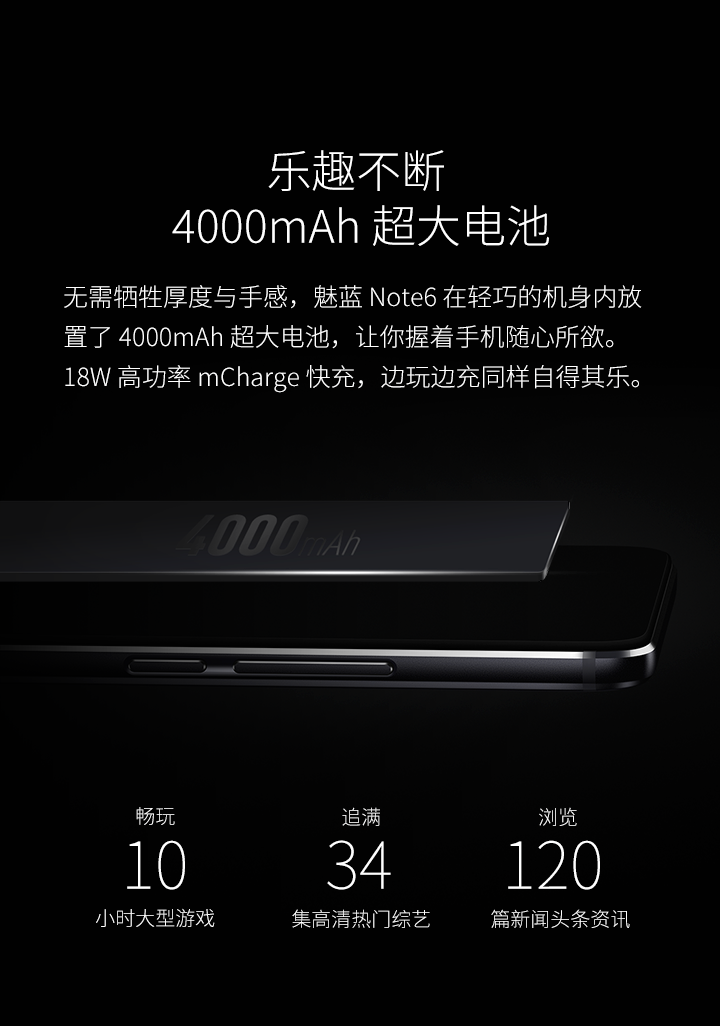 乐趣不断
4000mAh 超大电池
无需牺牲厚度与手感，魅蓝 Note6 在轻巧的机身内放
置了 4000mAh 超大电池，让你握着手机随心所欲。
18W 高功率 mCharge 快充，边玩边充同样自得其乐。
4000mAh
畅玩 追满 浏览
10 34 120
小时大型游戏 集高清热门综艺 篇新闻头条资讯